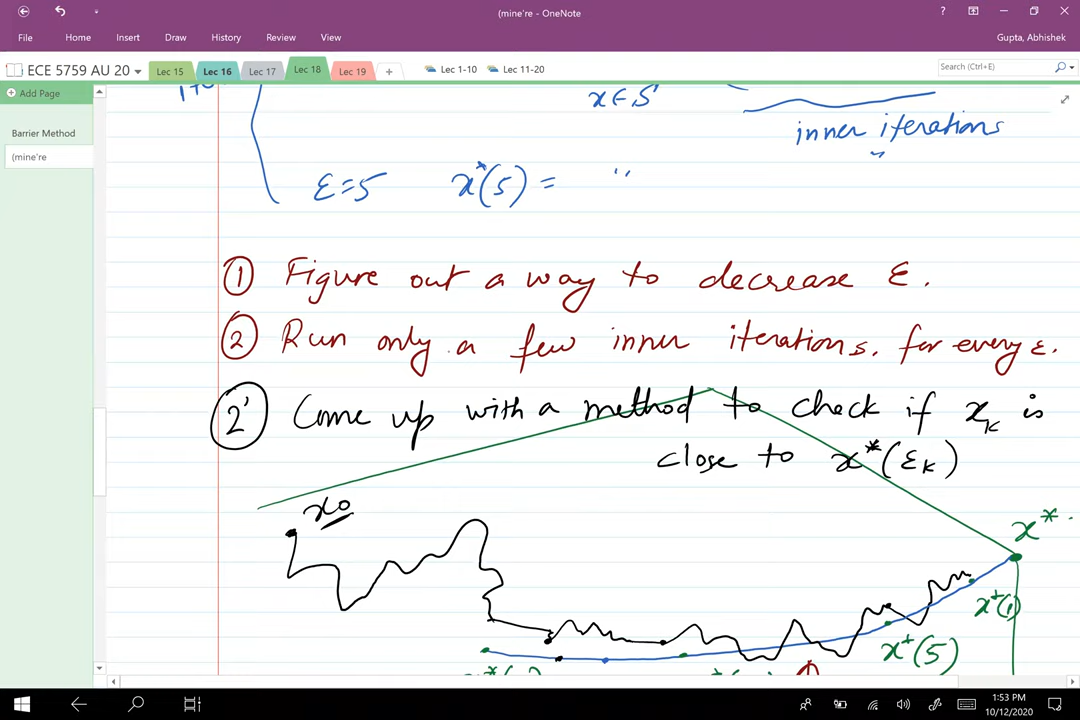 (mine're - OneNote
Gupta, Abhishek
File Home Insert Draw History Review View
ECE 5759 AU 20 Lec 15 Lec 16 Lec 17 Lec 18 Lec 19 + Lec 1-10 Lec 11-20 Search (Ctrl+E)
Add Page
Barrier Method
(mine're
x ∈ S
inner iterations
ε=5 x*(5) = "
① Figure out a way to decrease ε.
② Run only a few inner iterations. for every ε.
②' Come up with a method to check if xₖ is
close to x*(εₖ)
x0
x*
x*(1)
x*(5)
1:53 PM
10/12/2020